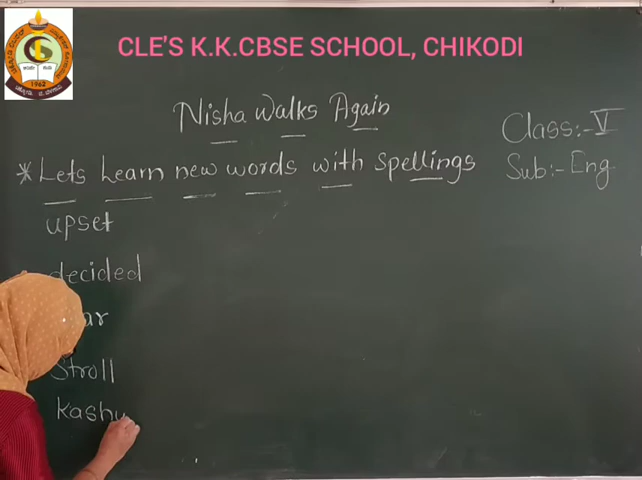 CLE'S K.K.CBSE SCHOOL, CHIKODI
1962
Nisha Walks Again
Class:- V
Sub:- Eng
* Lets Learn new words with spellings
upset
decided
Stroll